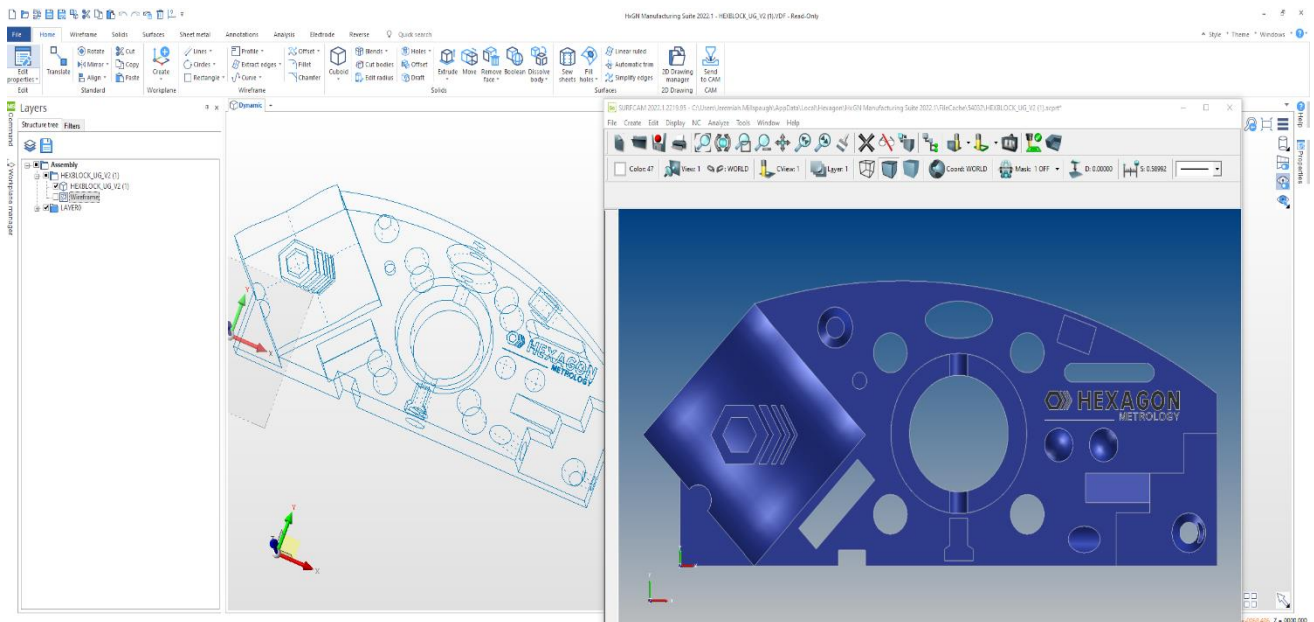 HxGN Manufacturing Suite 2022.1 - HEXBLOCK_UG_V2 (1).VDF - Read-Only
File Home Wireframe Solids Surfaces Sheet metal Annotations Analysis Electrode Reverse Quick search
Style Theme Windows
Edit properties
Translate
Rotate
Mirror
Align
Cut
Copy
Paste
Create
Lines
Circles
Rectangle
Profile
Extract edges
Curve
Offset
Fillet
Chamfer
Cuboid
Blends
Cut bodies
Edit radius
Holes
Offset
Draft
Extrude
Move
Remove face
Boolean
Dissolve body
Sew sheets
Fill holes
Linear ruled
Automatic trim
Simplify edges
2D Drawing manager
Send to CAM
Edit Standard Workplane Wireframe Solids Surfaces 2D Drawing CAM
Layers
Structure tree Filters
Assembly
HEXBLOCK_UG_V2 (1)
HEXBLOCK_UG_V2 (1)
Wireframe
LAYER0
Command
Workplane manager
Dynamic
Y
X
Y
X
HEXAGON
METROLOGY
File Create Edit Display NC Analyze Tools Window Help
Color: 47 View: 1 : WORLD CView: 1 Layer: 1 Coord: WORLD Mask: 1 OFF D: 0.00000 S: 0.58992
HEXAGON
METROLOGY
Help
Properties